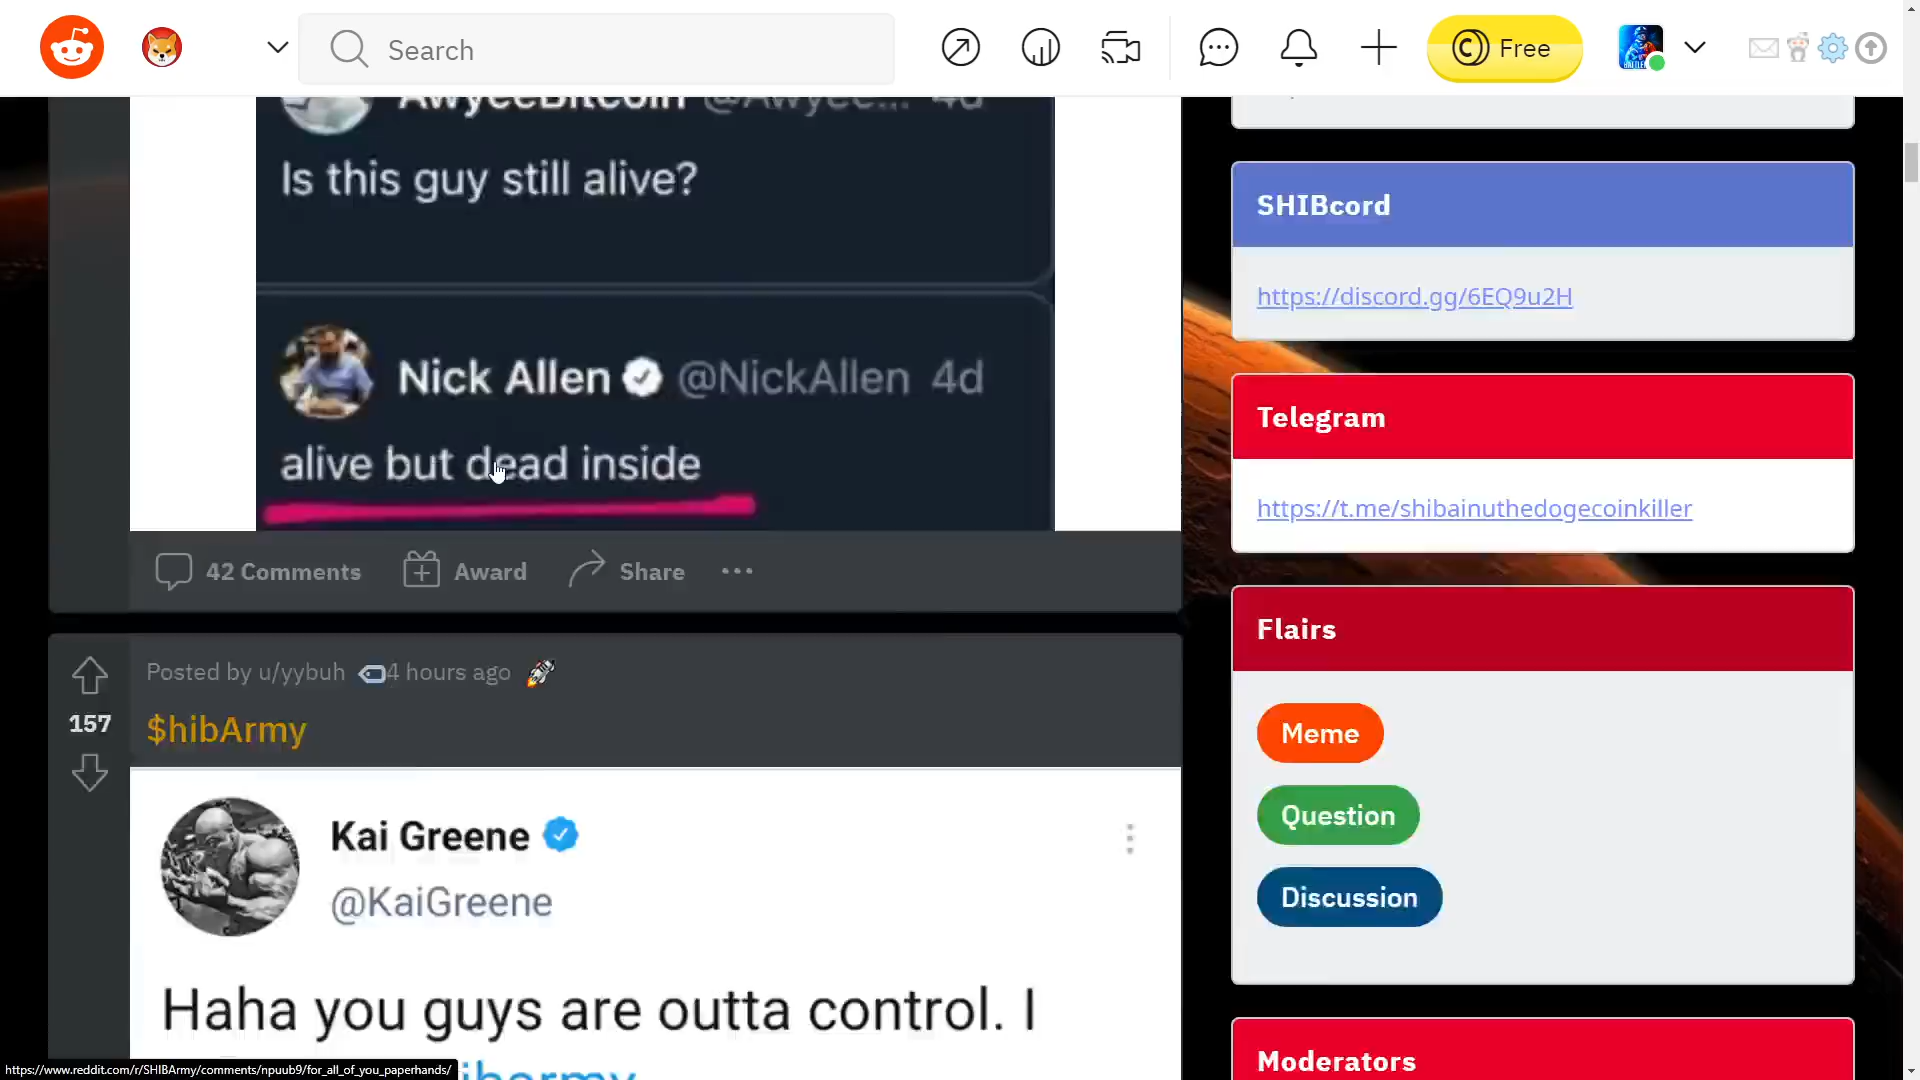 Search
Free
AwyeeBitcoin @Awyee... 4d
Is this guy still alive?
Nick Allen @NickAllen 4d
alive but dead inside
42 Comments Award Share
Posted by u/yybuh 4 hours ago
157
$hibArmy
Kai Greene
@KaiGreene
Haha you guys are outta control. I
SHIBcord
https://discord.gg/6EQ9u2H
Telegram
https://t.me/shibainuthedogecoinkiller
Flairs
Meme
Question
Discussion
Moderators
https://www.reddit.com/r/SHIBArmy/comments/npuub9/for_all_of_you_paperhands/